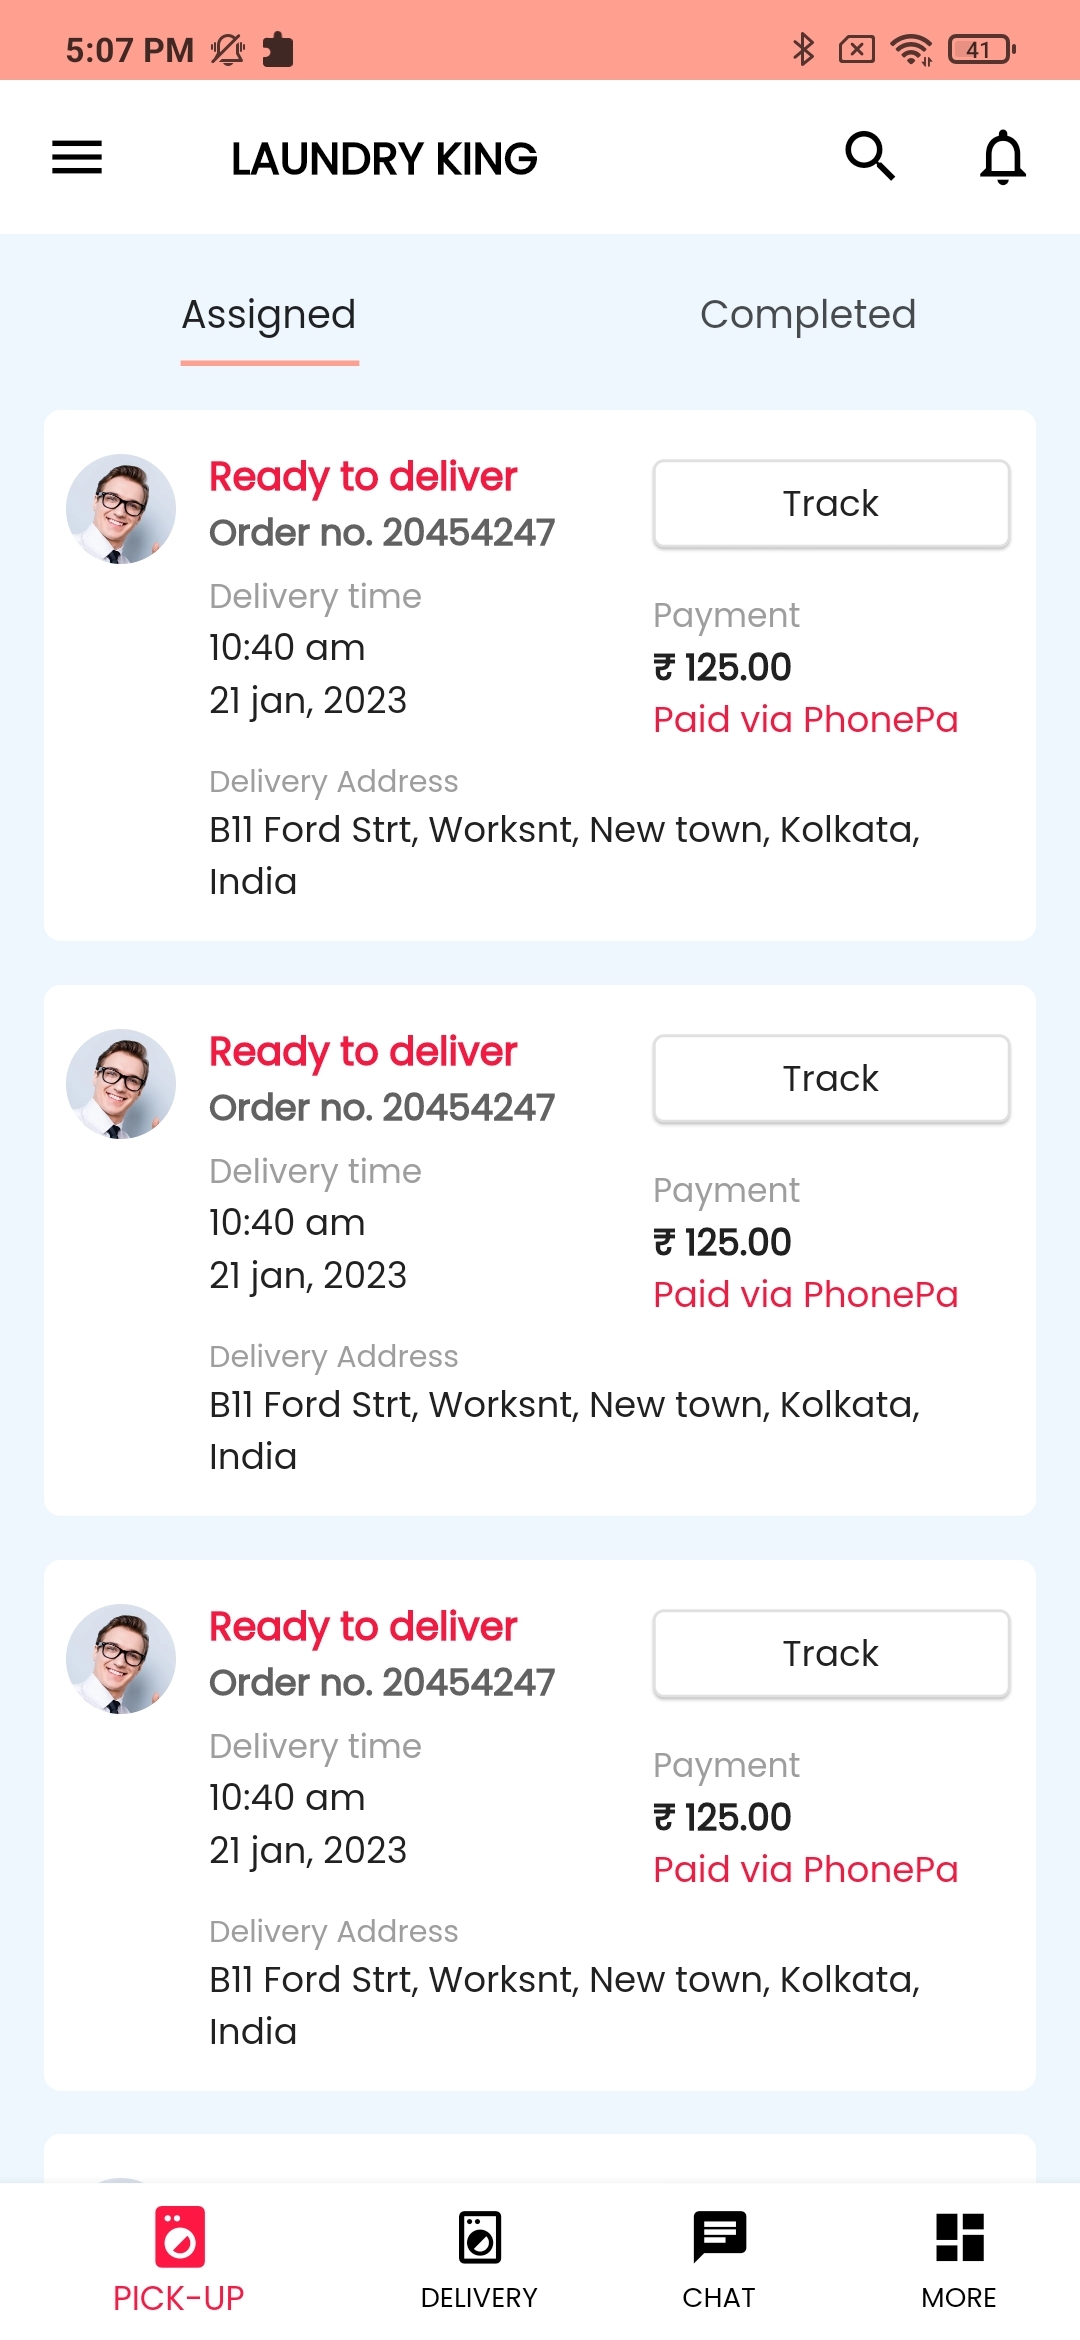 5:07 PM
41
LAUNDRY KING
Assigned
Completed
Ready to deliver
Order no. 20454247
Track
Delivery time
10:40 am
21 jan, 2023
Payment
₹ 125.00
Paid via PhonePa
Delivery Address
B11 Ford Strt, Worksnt, New town, Kolkata,
India
Ready to deliver
Order no. 20454247
Track
Delivery time
10:40 am
21 jan, 2023
Payment
₹ 125.00
Paid via PhonePa
Delivery Address
B11 Ford Strt, Worksnt, New town, Kolkata,
India
Ready to deliver
Order no. 20454247
Track
Delivery time
10:40 am
21 jan, 2023
Payment
₹ 125.00
Paid via PhonePa
Delivery Address
B11 Ford Strt, Worksnt, New town, Kolkata,
India
PICK-UP
DELIVERY
CHAT
MORE